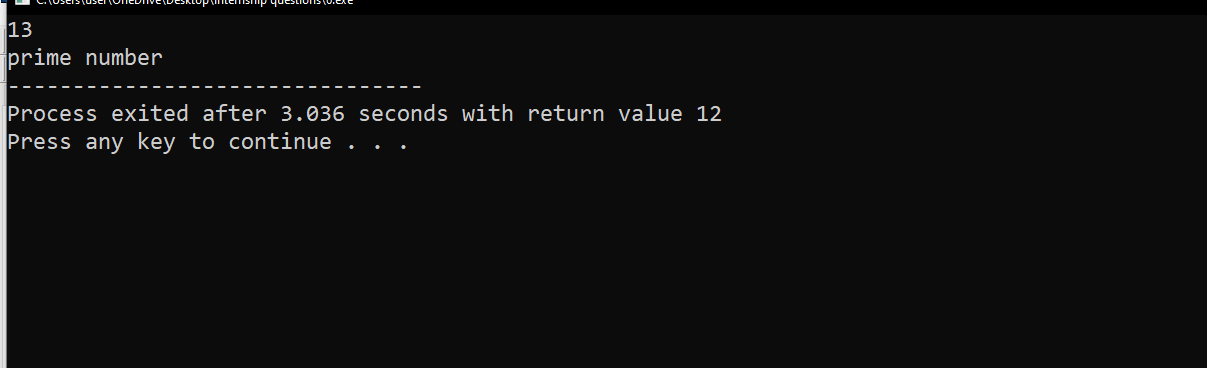 C:\Users\user\OneDrive\Desktop\internship questions\6.exe
13
prime number
--------------------------------
Process exited after 3.036 seconds with return value 12
Press any key to continue . . .